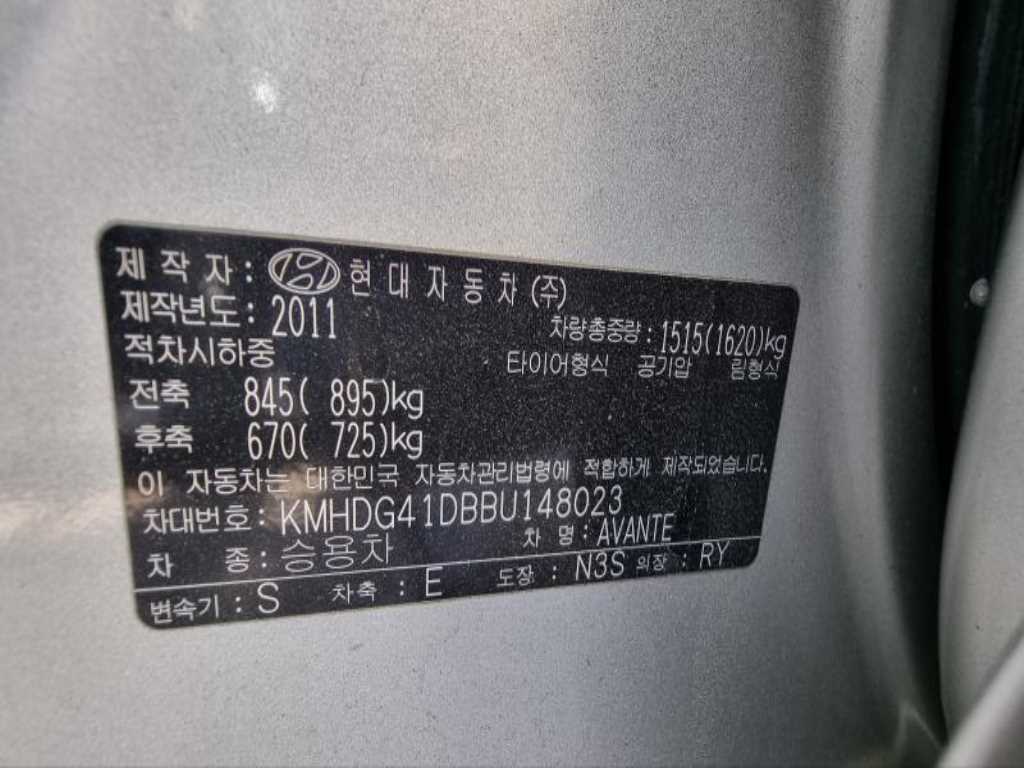 제 작 자 : 현 대 자 동 차 (주)
제작년도 : 2011 차량총중량 : 1515(1620)kg
적차시하중 타이어형식 공기압 림형식
전축 845( 895)kg
후축 670( 725)kg
이 자동차는 대한민국 자동차관리법령에 적합하게 제작되었습니다.
차대번호 : KMHDG41DBBU148023
차 종 : 승용차 차 명 : AVANTE
변속기 : S 차축 : E 도장 : N3S 의장 : RY